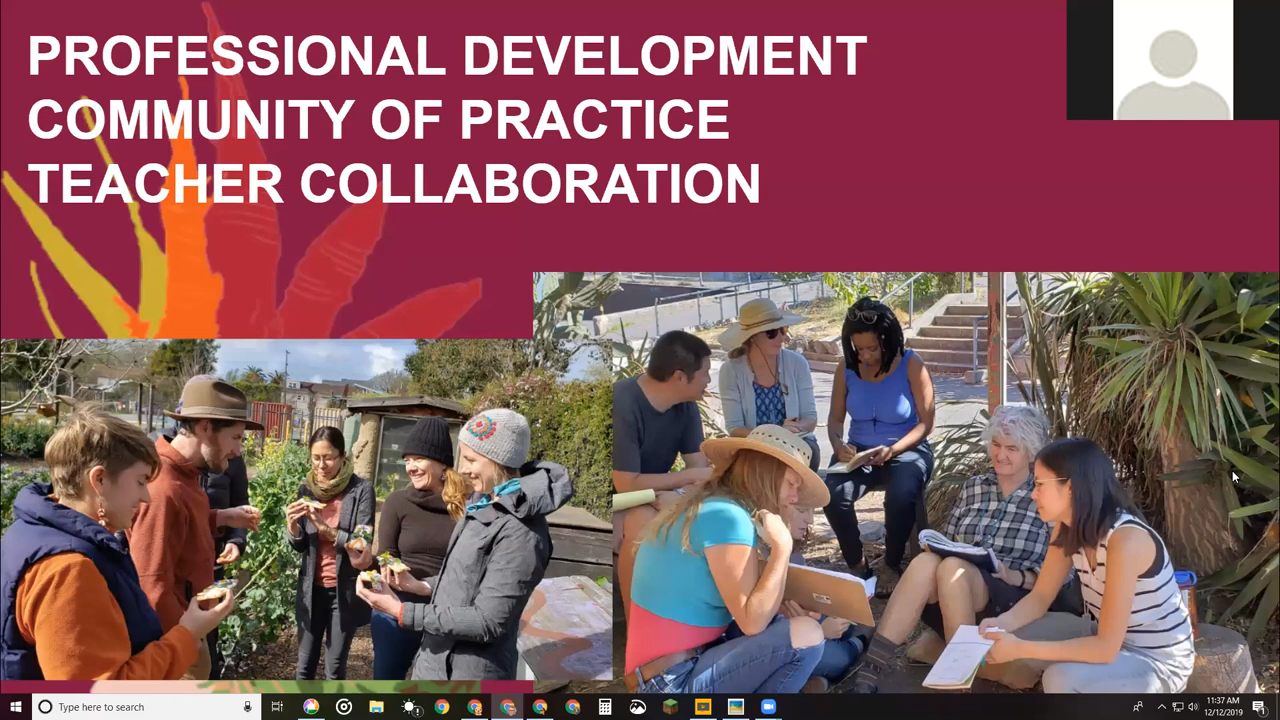 PROFESSIONAL DEVELOPMENT
COMMUNITY OF PRACTICE
TEACHER COLLABORATION
Type here to search
11:37 AM
12/12/2019